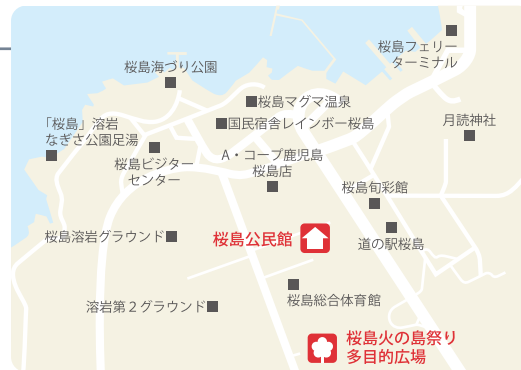 桜島フェリー
ターミナル
桜島海づり公園
桜島マグマ温泉
国民宿舎レインボー桜島
月読神社
「桜島」溶岩
なぎさ公園足湯
桜島ビジター
センター
A・コープ鹿児島
桜島店
桜島旬彩館
桜島溶岩グラウンド
桜島公民館
道の駅桜島
桜島総合体育館
溶岩第2グラウンド
桜島火の島祭り
多目的広場